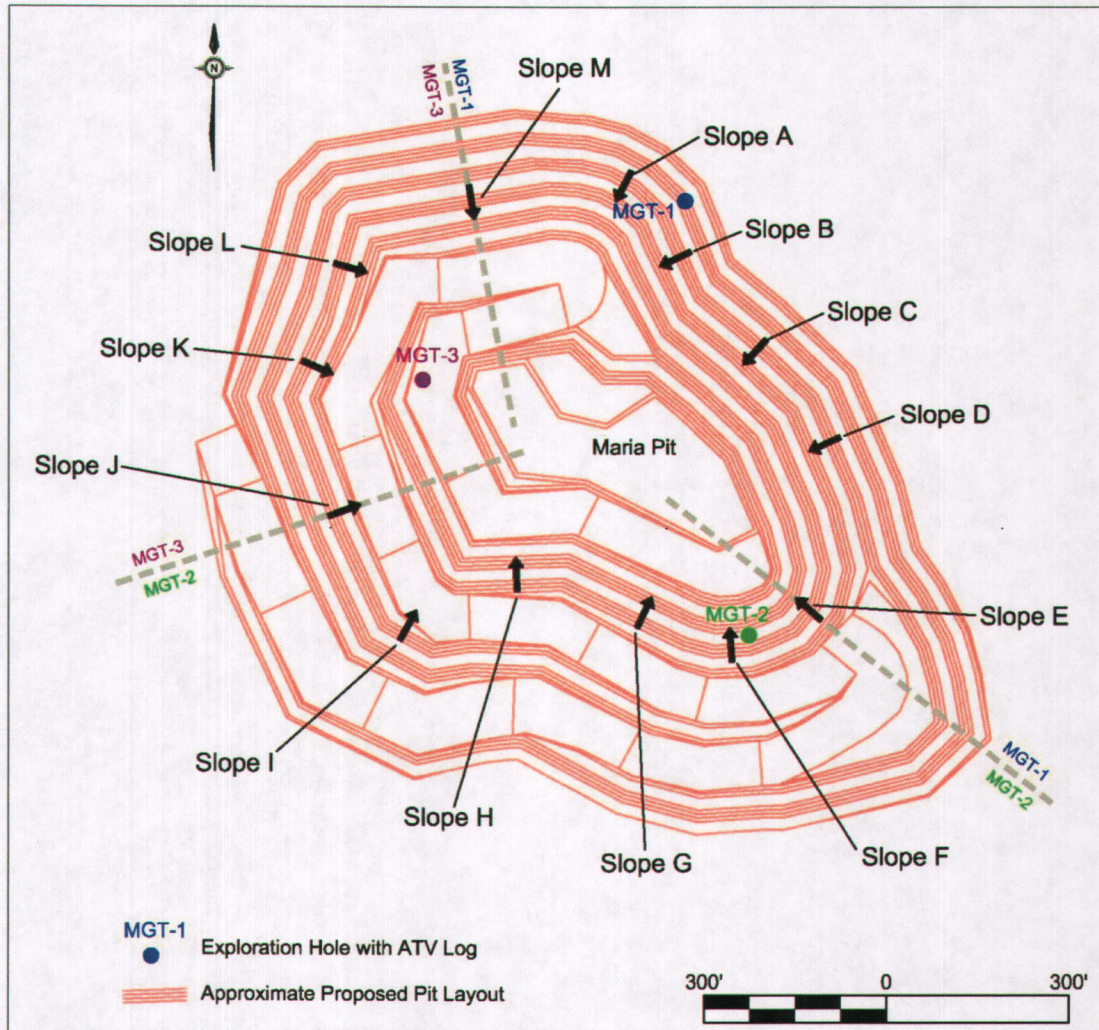 N
MGT-3
MGT-1
Slope M
Slope A
MGT-1
Slope B
Slope L
Slope C
Slope K
MGT-3
Slope D
Maria Pit
Slope J
MGT-3
MGT-2
MGT-2
Slope E
Slope I
Slope H
Slope G
Slope F
MGT-1
MGT-2
MGT-1
Exploration Hole with ATV Log
Approximate Proposed Pit Layout
300' 0 300'